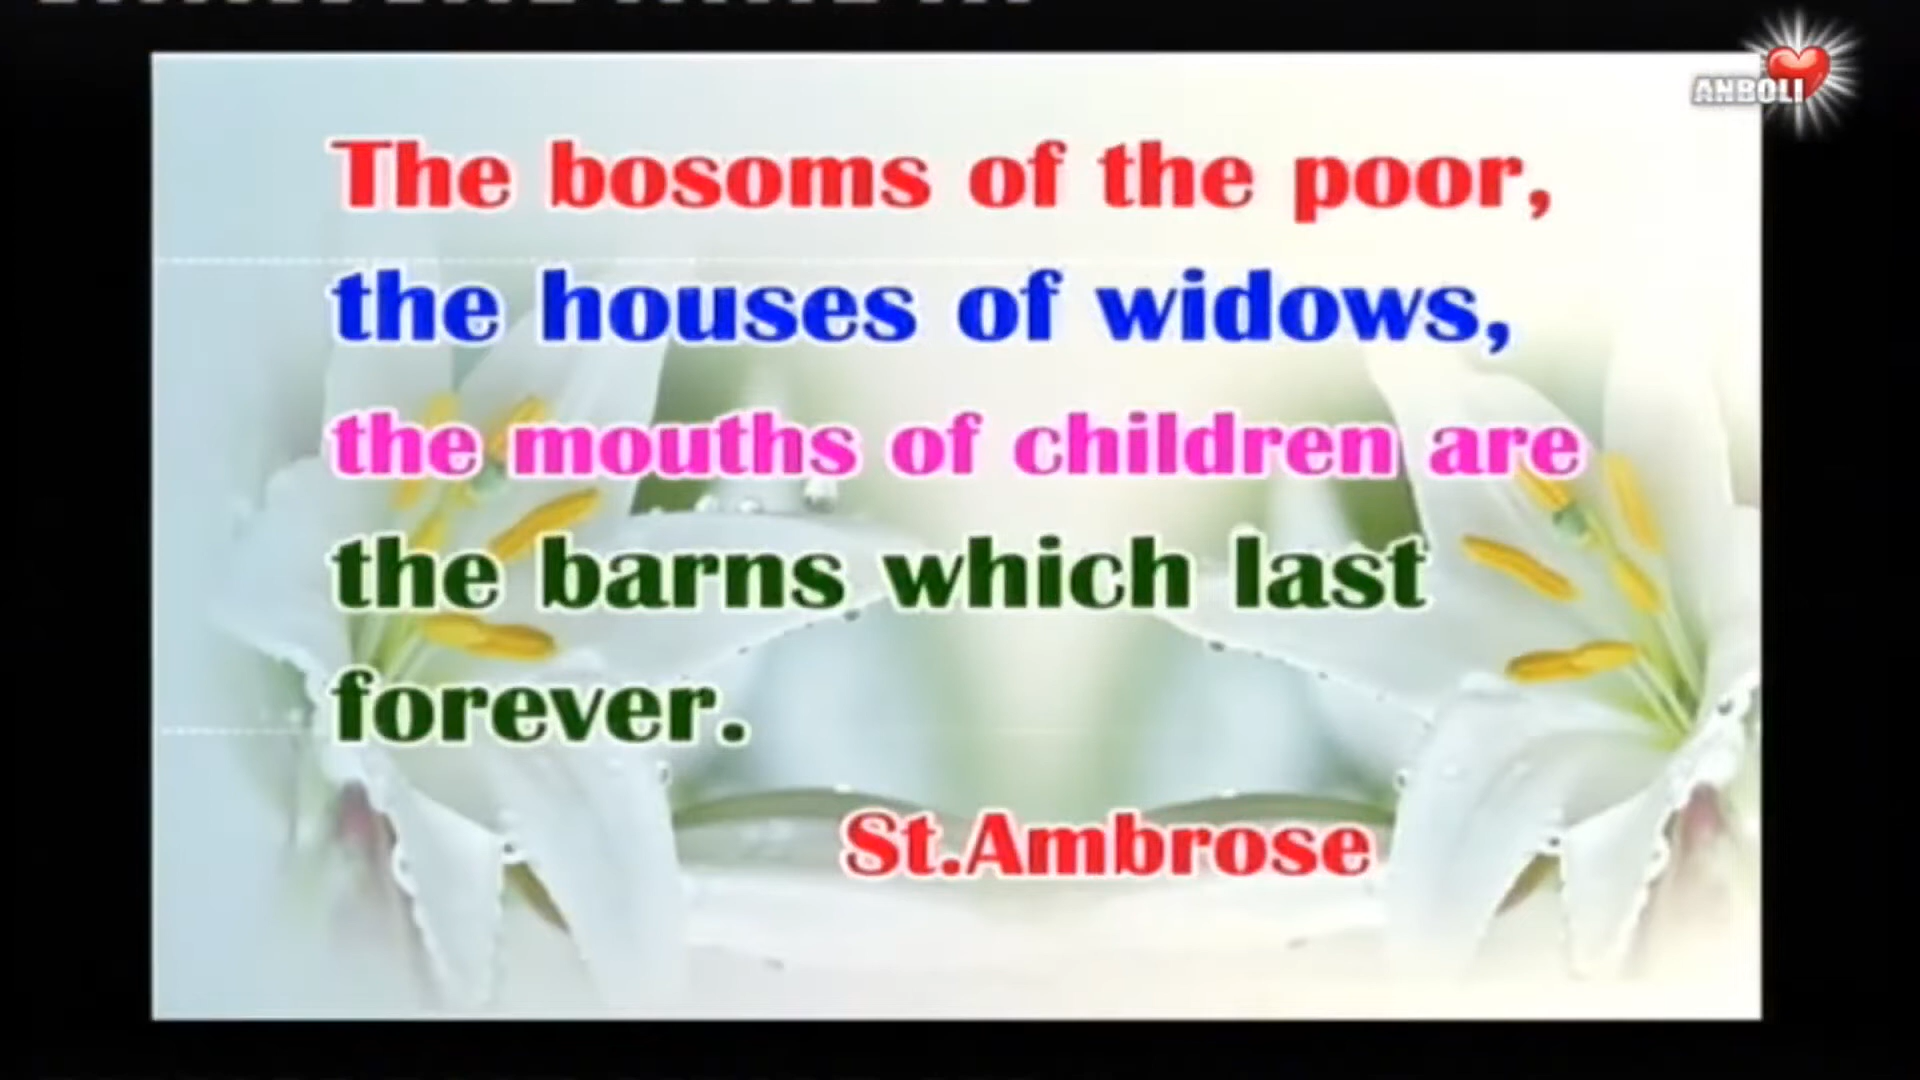 ANBOLI
The bosoms of the poor,
the houses of widows,
the mouths of children are
the barns which last
forever.
St.Ambrose